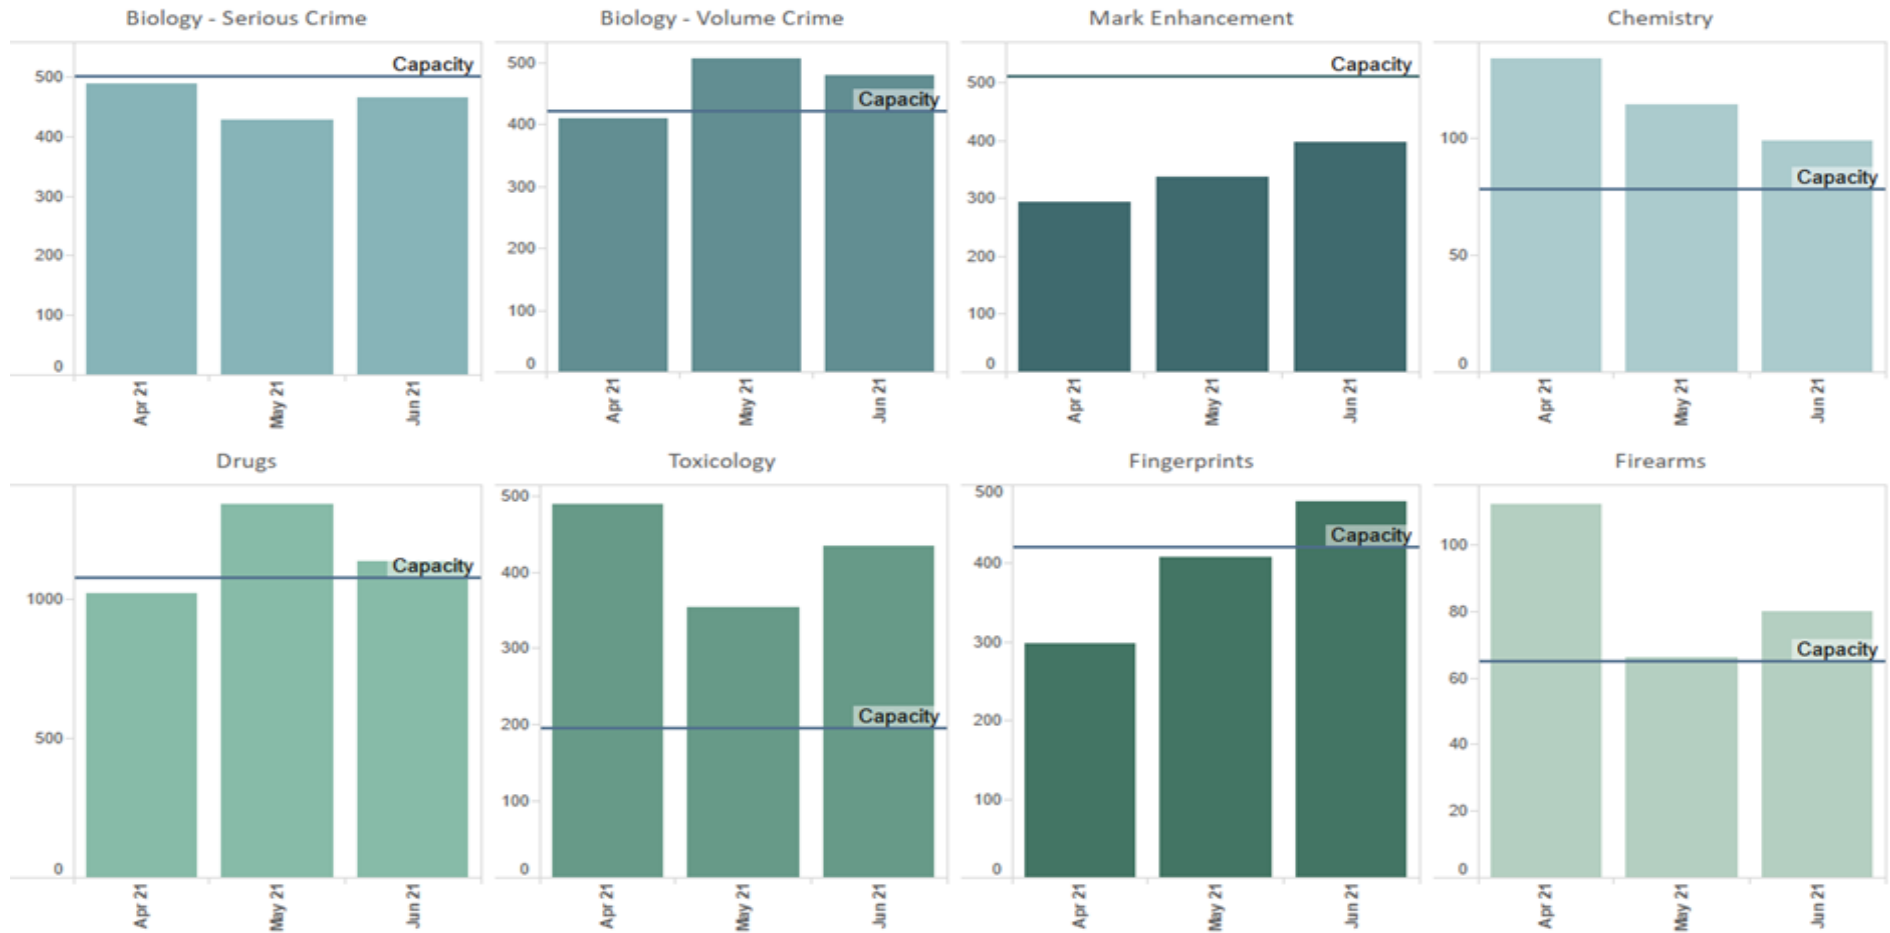 Biology - Serious Crime
Capacity
500
400
300
200
100
0
Apr 21
May 21
Jun 21
Biology - Volume Crime
500
Capacity
400
300
200
100
0
Apr 21
May 21
Jun 21
Mark Enhancement
Capacity
500
400
300
200
100
0
Apr 21
May 21
Jun 21
Chemistry
100
Capacity
50
0
Apr 21
May 21
Jun 21
Drugs
Capacity
1000
500
0
Apr 21
May 21
Jun 21
Toxicology
500
400
300
Capacity
200
100
0
Apr 21
May 21
Jun 21
Fingerprints
500
Capacity
400
300
200
100
0
Apr 21
May 21
Jun 21
Firearms
100
80
Capacity
60
40
20
0
Apr 21
May 21
Jun 21